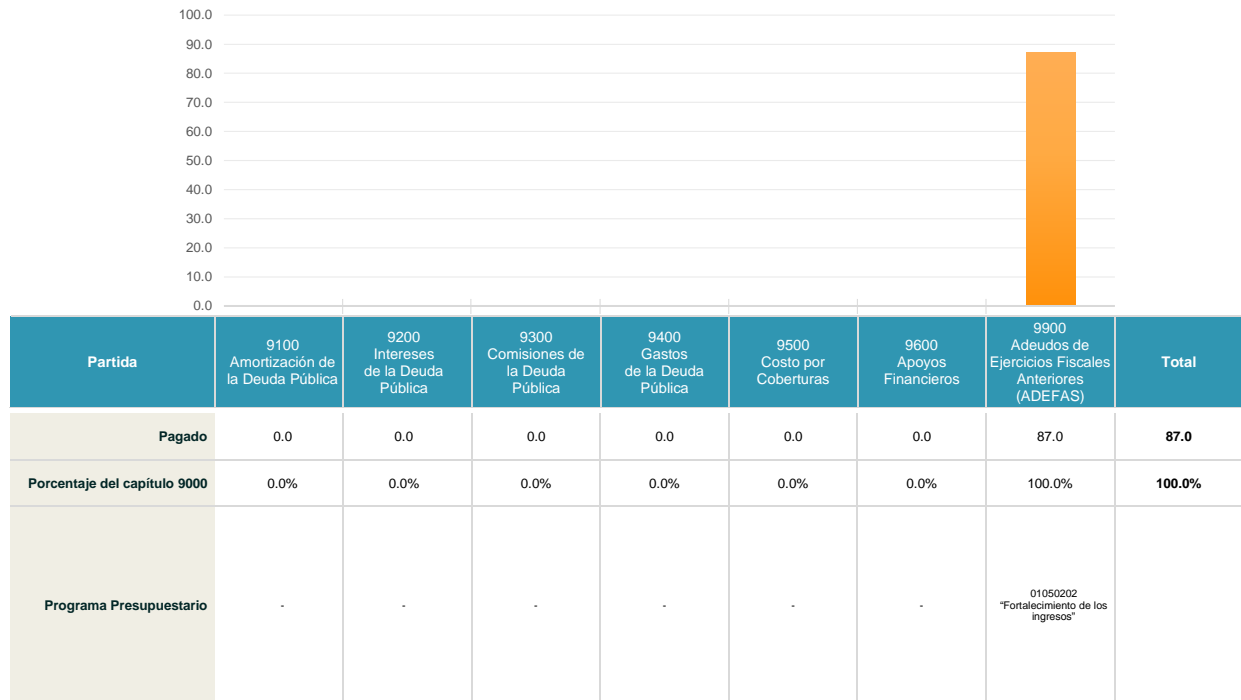 100.0
90.0
80.0
70.0
60.0
50.0
40.0
30.0
20.0
10.0
0.0
Partida
9100
Amortización de
la Deuda Pública
9200
Intereses
de la Deuda
Pública
9300
Comisiones de
la Deuda
Pública
9400
Gastos
de la Deuda
Pública
9500
Costo por
Coberturas
9600
Apoyos
Financieros
9900
Adeudos de
Ejercicios Fiscales
Anteriores
(ADEFAS)
Total
Pagado
0.0
0.0
0.0
0.0
0.0
0.0
87.0
87.0
Porcentaje del capítulo 9000
0.0%
0.0%
0.0%
0.0%
0.0%
0.0%
100.0%
100.0%
Programa Presupuestario
-
-
-
-
-
-
01050202
“Fortalecimiento de los
ingresos”